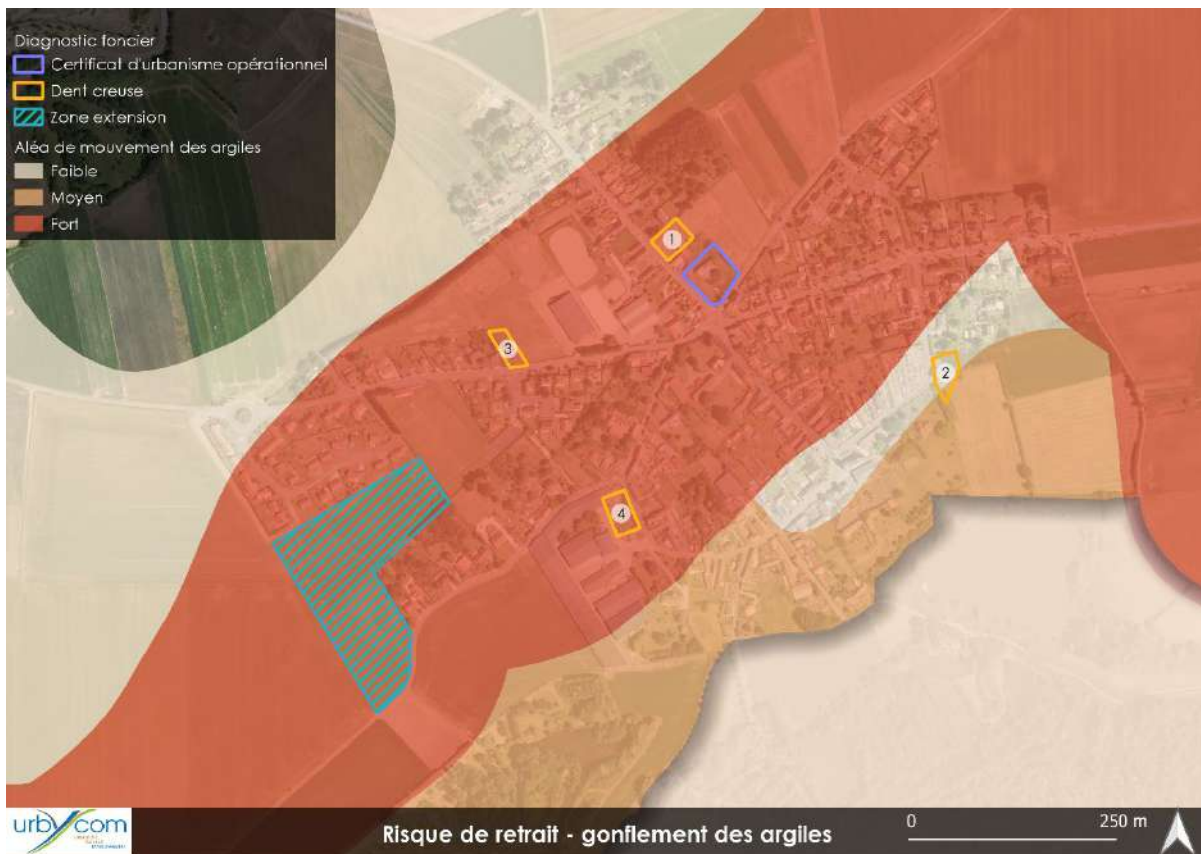 Diagnostic foncier
Certificat d'urbanisme opérationnel
Dent creuse
Zone extension
Aléa de mouvement des argiles
Faible
Moyen
Fort
1
2
3
4
urbycom
Risque de retrait - gonflement des argiles
0 250 m